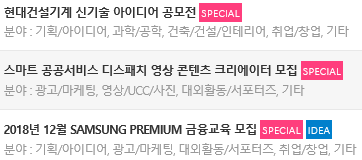 현대건설기계 신기술 아이디어 공모전 SPECIAL
분야 : 기획/아이디어, 과학/공학, 건축/건설/인테리어, 취업/창업, 기타
스마트 공공서비스 디스패치 영상 콘텐츠 크리에이터 모집 SPECIAL
분야 : 광고/마케팅, 영상/UCC/사진, 대외활동/서포터즈, 기타
2018년 12월 SAMSUNG PREMIUM 금융교육 모집 SPECIAL IDEA
분야 : 기획/아이디어, 광고/마케팅, 대외활동/서포터즈, 취업/창업, 기타